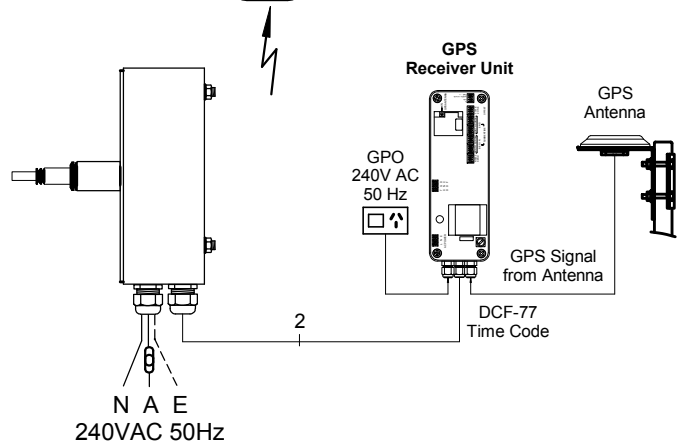 GPS
Receiver Unit
GPS
Antenna
GPO
240V AC
50 Hz
GPS Signal
from Antenna
DCF-77
Time Code
2
N A E
240VAC 50Hz